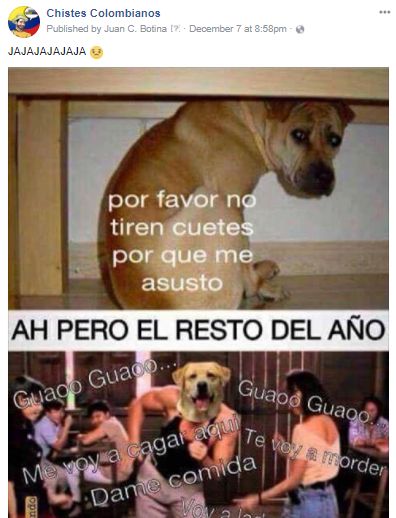 Chistes Colombianos
Published by Juan C. Botina [?] · December 7 at 8:58pm ·
JAJAJAJAJAJA
por favor no
tiren cuetes
por que me
asusto
AH PERO EL RESTO DEL AÑO
Guaoo Guaoo...
Guaoo Guaoo...
Me voy a cagar aqui
Te voy a morder
Dame comida
Voy a